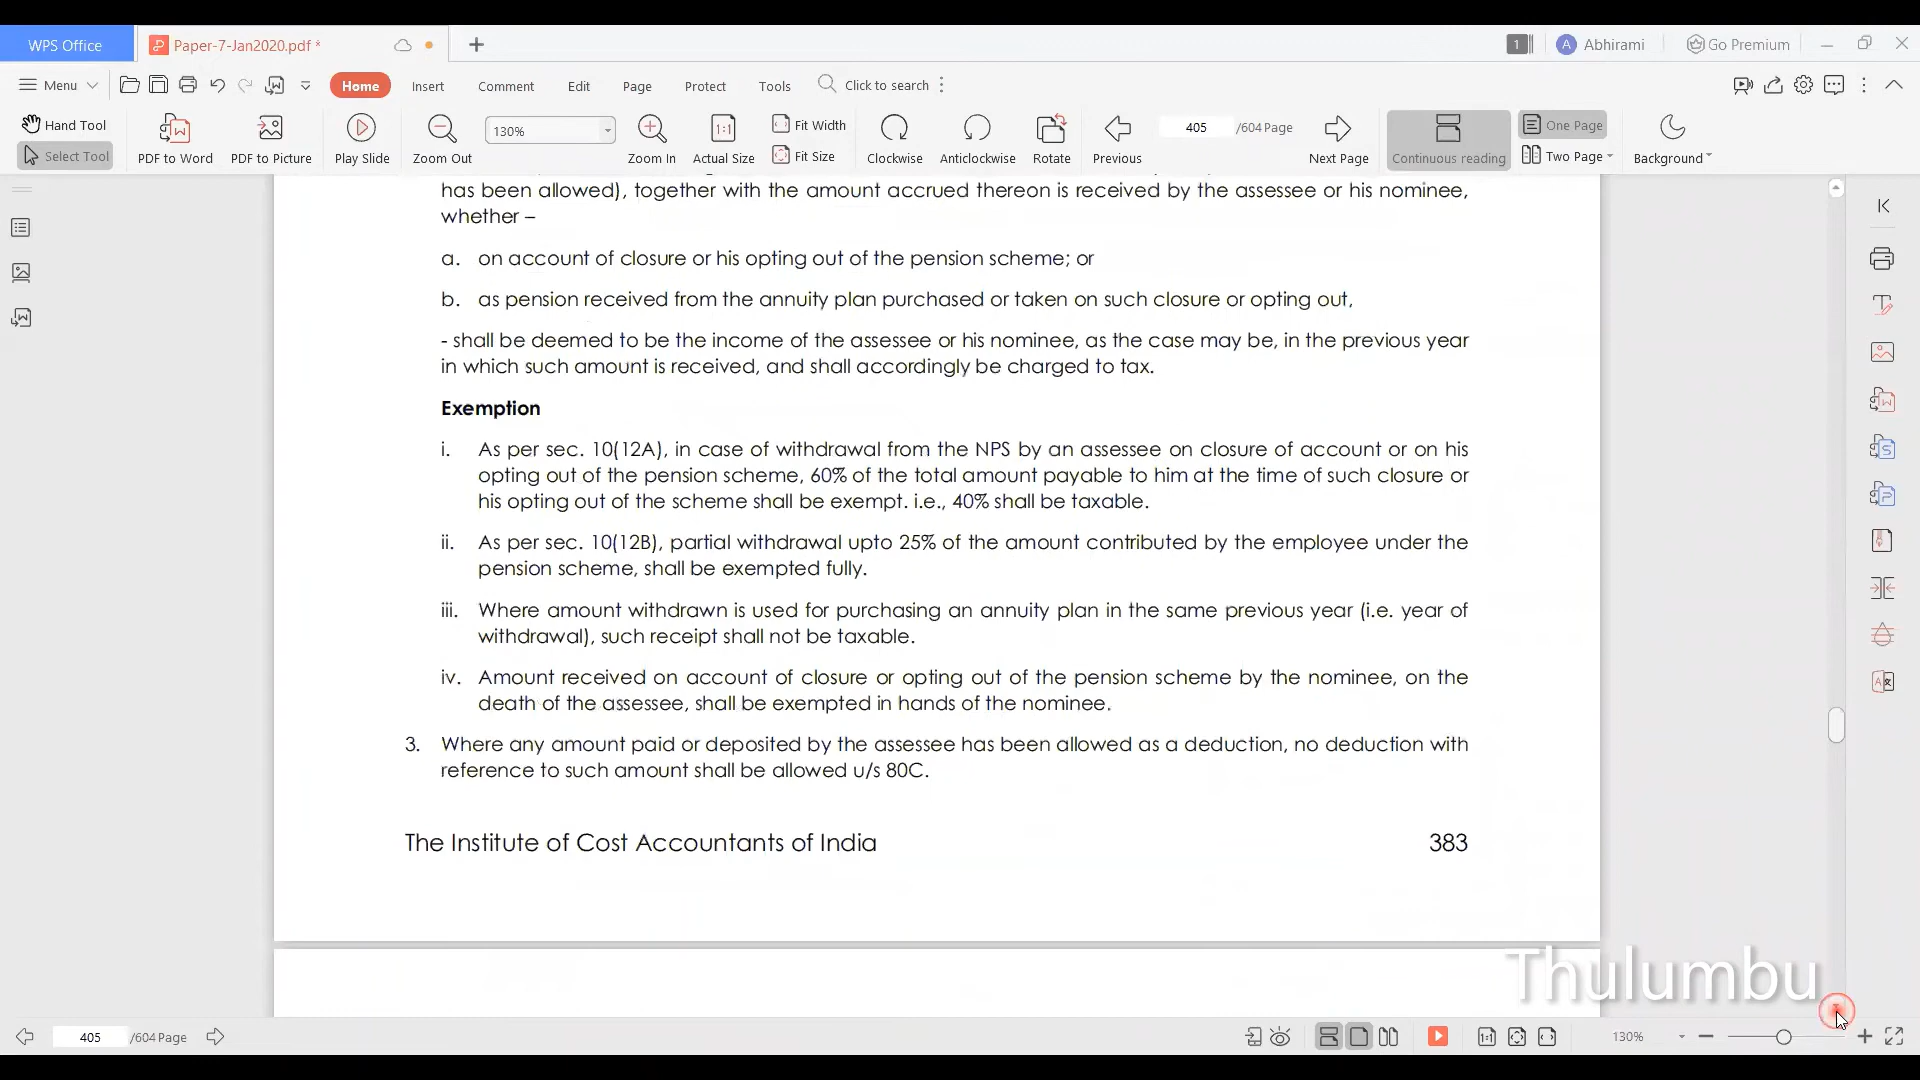 WPS Office
Paper-7-Jan2020.pdf *
1
A Abhirami
Go Premium
Menu
Home
Insert
Comment
Edit
Page
Protect
Tools
Click to search
Hand Tool
Select Tool
PDF to Word
PDF to Picture
Play Slide
Zoom Out
130%
Zoom In
1:1
Actual Size
Fit Width
Fit Size
Clockwise
Anticlockwise
Rotate
Previous
405 /604 Page
Next Page
Continuous reading
One Page
Two Page
Background
has been allowed), together with the amount accrued thereon is received by the assessee or his nominee,
whether –
a. on account of closure or his opting out of the pension scheme; or
b. as pension received from the annuity plan purchased or taken on such closure or opting out,
- shall be deemed to be the income of the assessee or his nominee, as the case may be, in the previous year
in which such amount is received, and shall accordingly be charged to tax.
Exemption
i. As per sec. 10(12A), in case of withdrawal from the NPS by an assessee on closure of account or on his
opting out of the pension scheme, 60% of the total amount payable to him at the time of such closure or
his opting out of the scheme shall be exempt. i.e., 40% shall be taxable.
ii. As per sec. 10(12B), partial withdrawal upto 25% of the amount contributed by the employee under the
pension scheme, shall be exempted fully.
iii. Where amount withdrawn is used for purchasing an annuity plan in the same previous year (i.e. year of
withdrawal), such receipt shall not be taxable.
iv. Amount received on account of closure or opting out of the pension scheme by the nominee, on the
death of the assessee, shall be exempted in hands of the nominee.
3. Where any amount paid or deposited by the assessee has been allowed as a deduction, no deduction with
reference to such amount shall be allowed u/s 80C.
The Institute of Cost Accountants of India 383
Thulumbu
405 /604 Page
130%